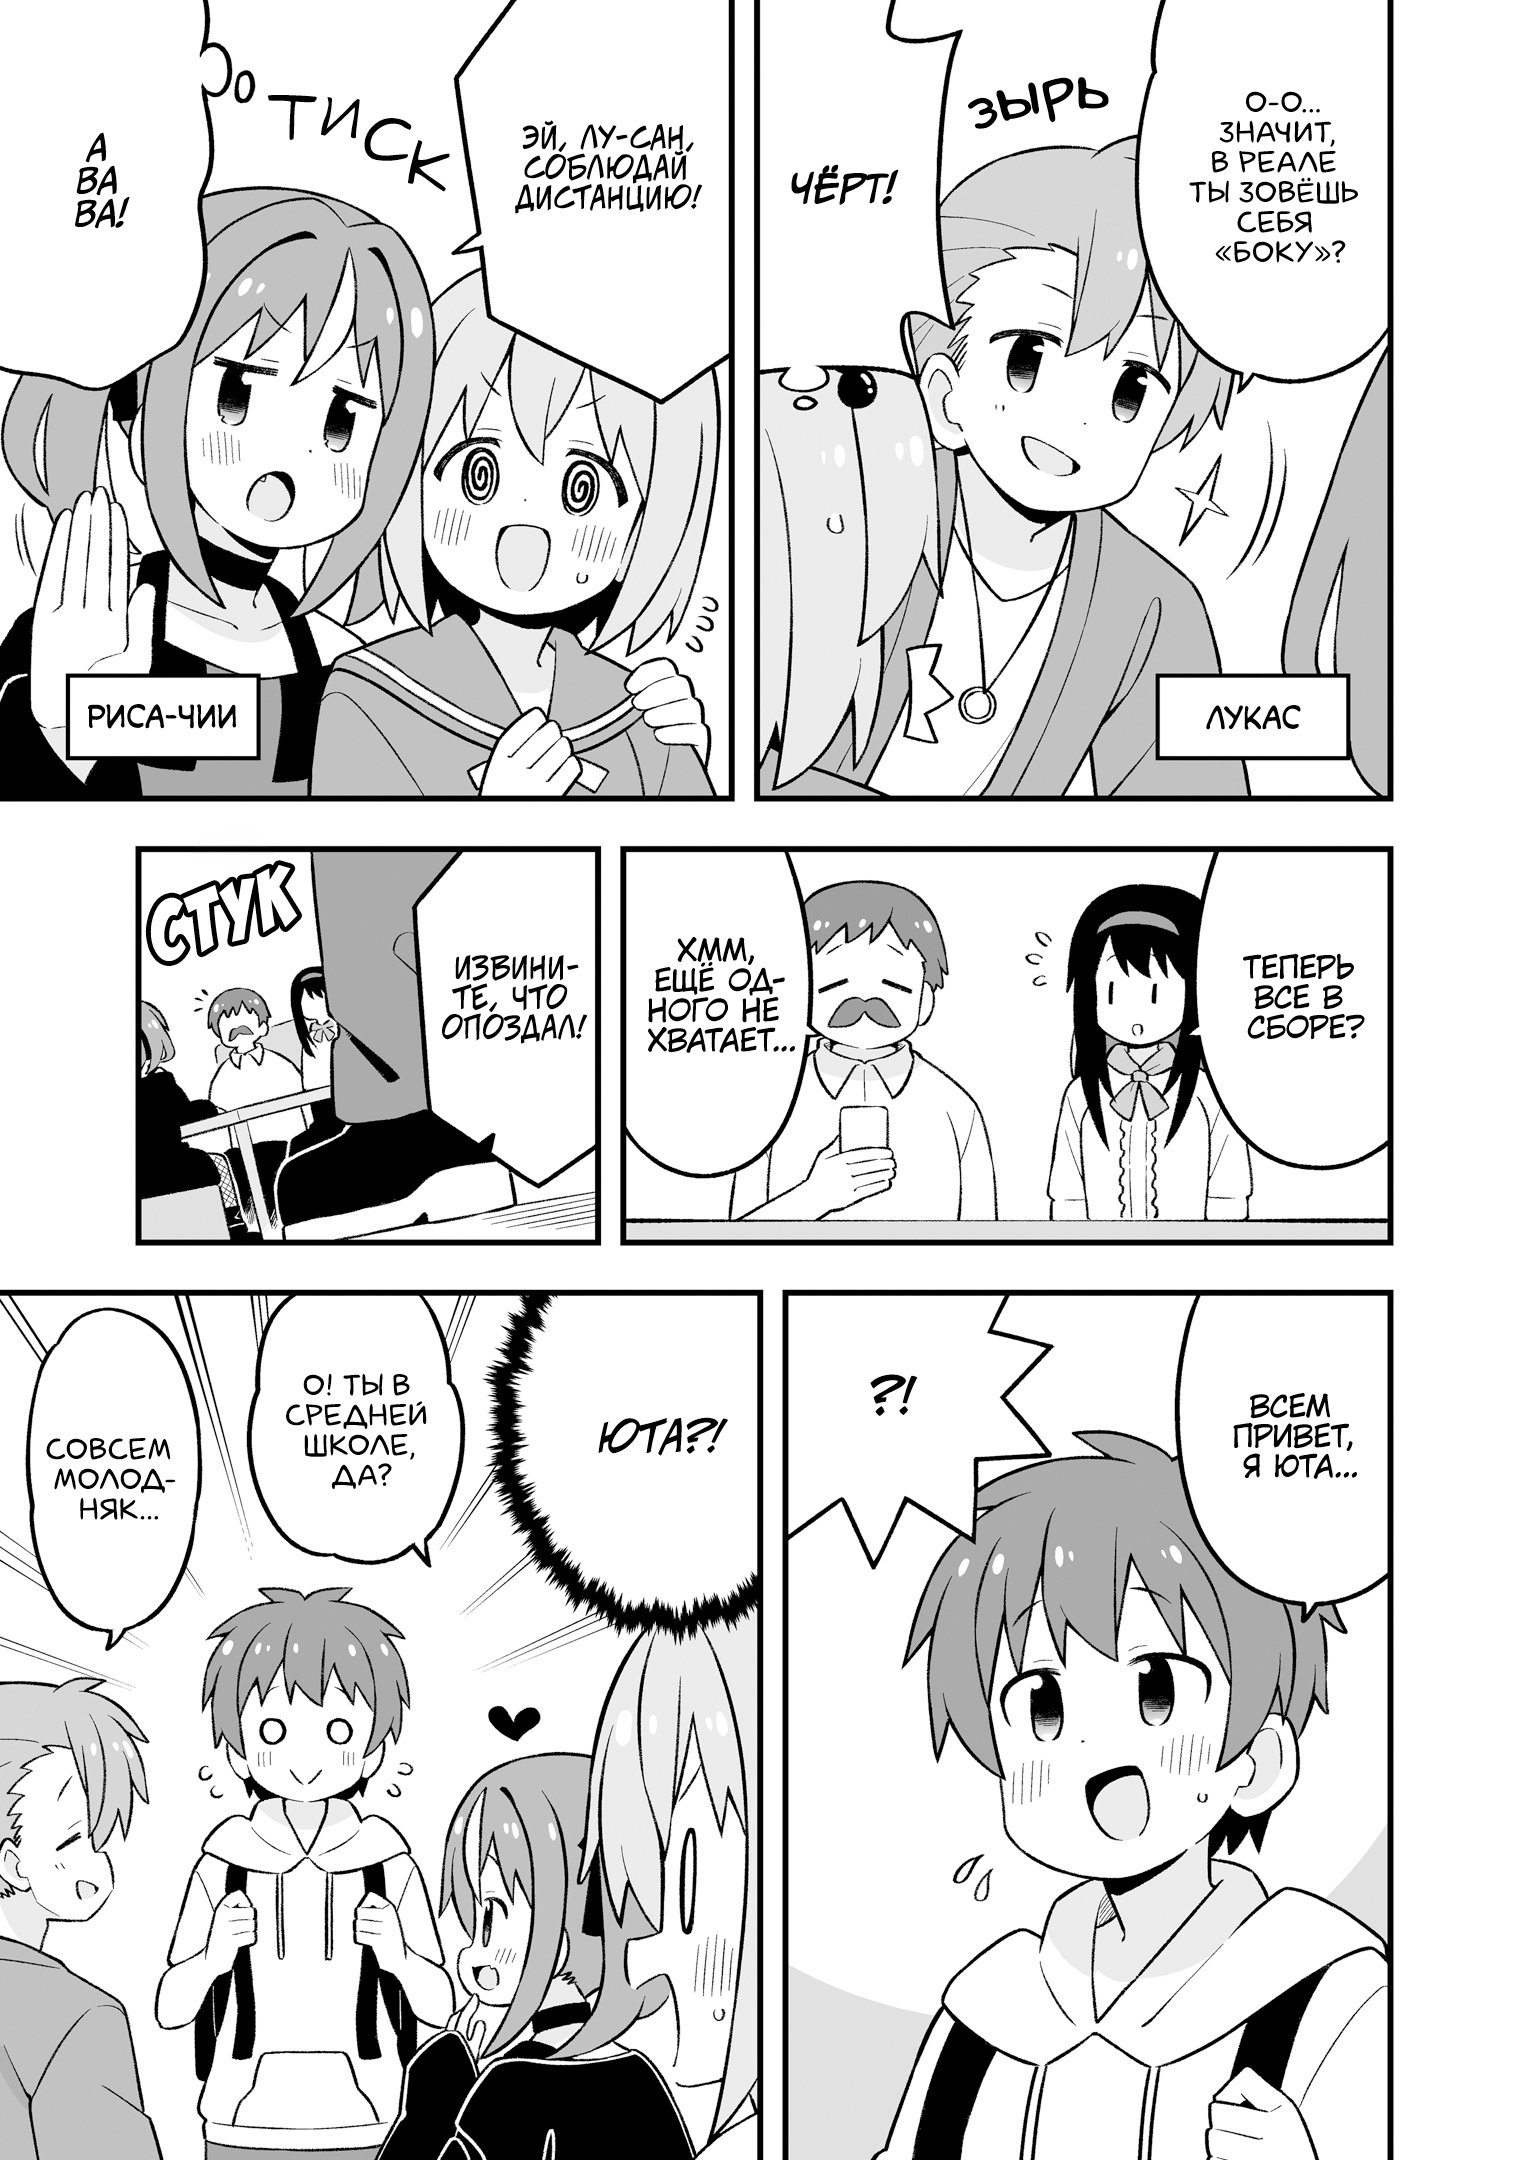 О-О...
ЗНАЧИТ,
В РЕАЛЕ
ТЫ ЗОВЁШЬ
СЕБЯ
«БОКУ»?
ЗЫРЬ
ЧЁРТ!
ЛУКАС
ЭЙ, ЛУ-САН,
СОБЛЮДАЙ
ДИСТАНЦИЮ!
ТИСК
А
ВА
ВА!
РИСА-ЧИИ
ТЕПЕРЬ
ВСЕ В
СБОРЕ?
ХММ,
ЕЩЁ ОД-
НОГО НЕ
ХВАТАЕТ...
ИЗВИНИ-
ТЕ, ЧТО
ОПОЗДАЛ!
СТУК
ВСЕМ
ПРИВЕТ,
Я ЮТА...
?!
ЮТА?!
О! ТЫ В
СРЕДНЕЙ
ШКОЛЕ,
ДА?
СОВСЕМ
МОЛОД-
НЯК...